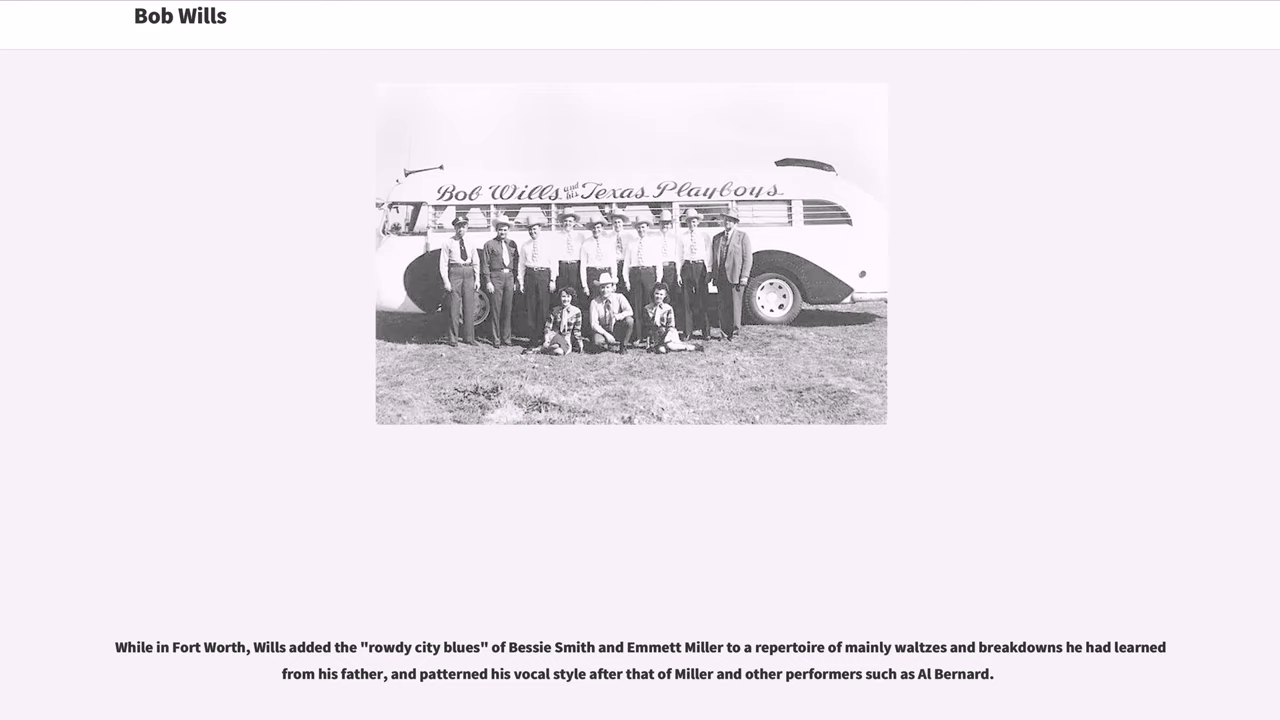 Bob Wills
Bob Wills and his Texas Playboys
While in Fort Worth, Wills added the "rowdy city blues" of Bessie Smith and Emmett Miller to a repertoire of mainly waltzes and breakdowns he had learned
from his father, and patterned his vocal style after that of Miller and other performers such as Al Bernard.